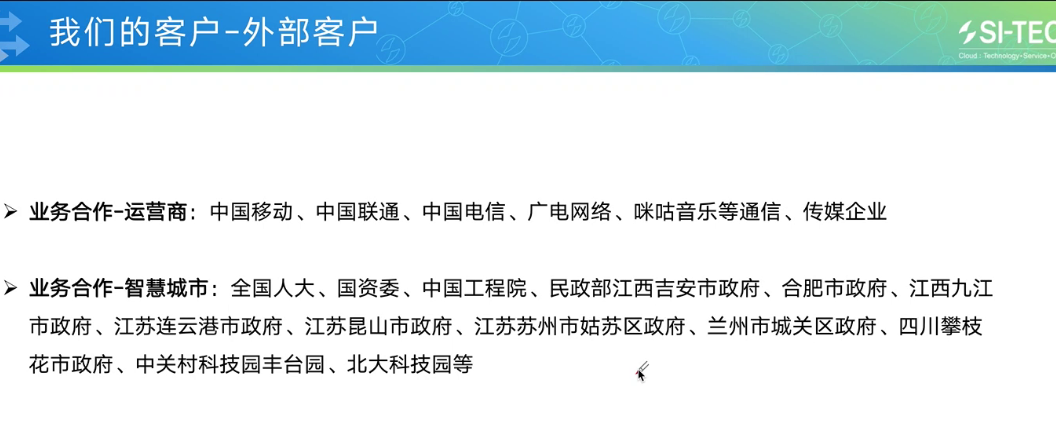 我们的客户-外部客户
SI-TEC
Cloud · Technology·Service·O
➢ 业务合作-运营商：中国移动、中国联通、中国电信、广电网络、咪咕音乐等通信、传媒企业
➢ 业务合作-智慧城市：全国人大、国资委、中国工程院、民政部江西吉安市政府、合肥市政府、江西九江
市政府、江苏连云港市政府、江苏昆山市政府、江苏苏州市姑苏区政府、兰州市城关区政府、四川攀枝
花市政府、中关村科技园丰台园、北大科技园等